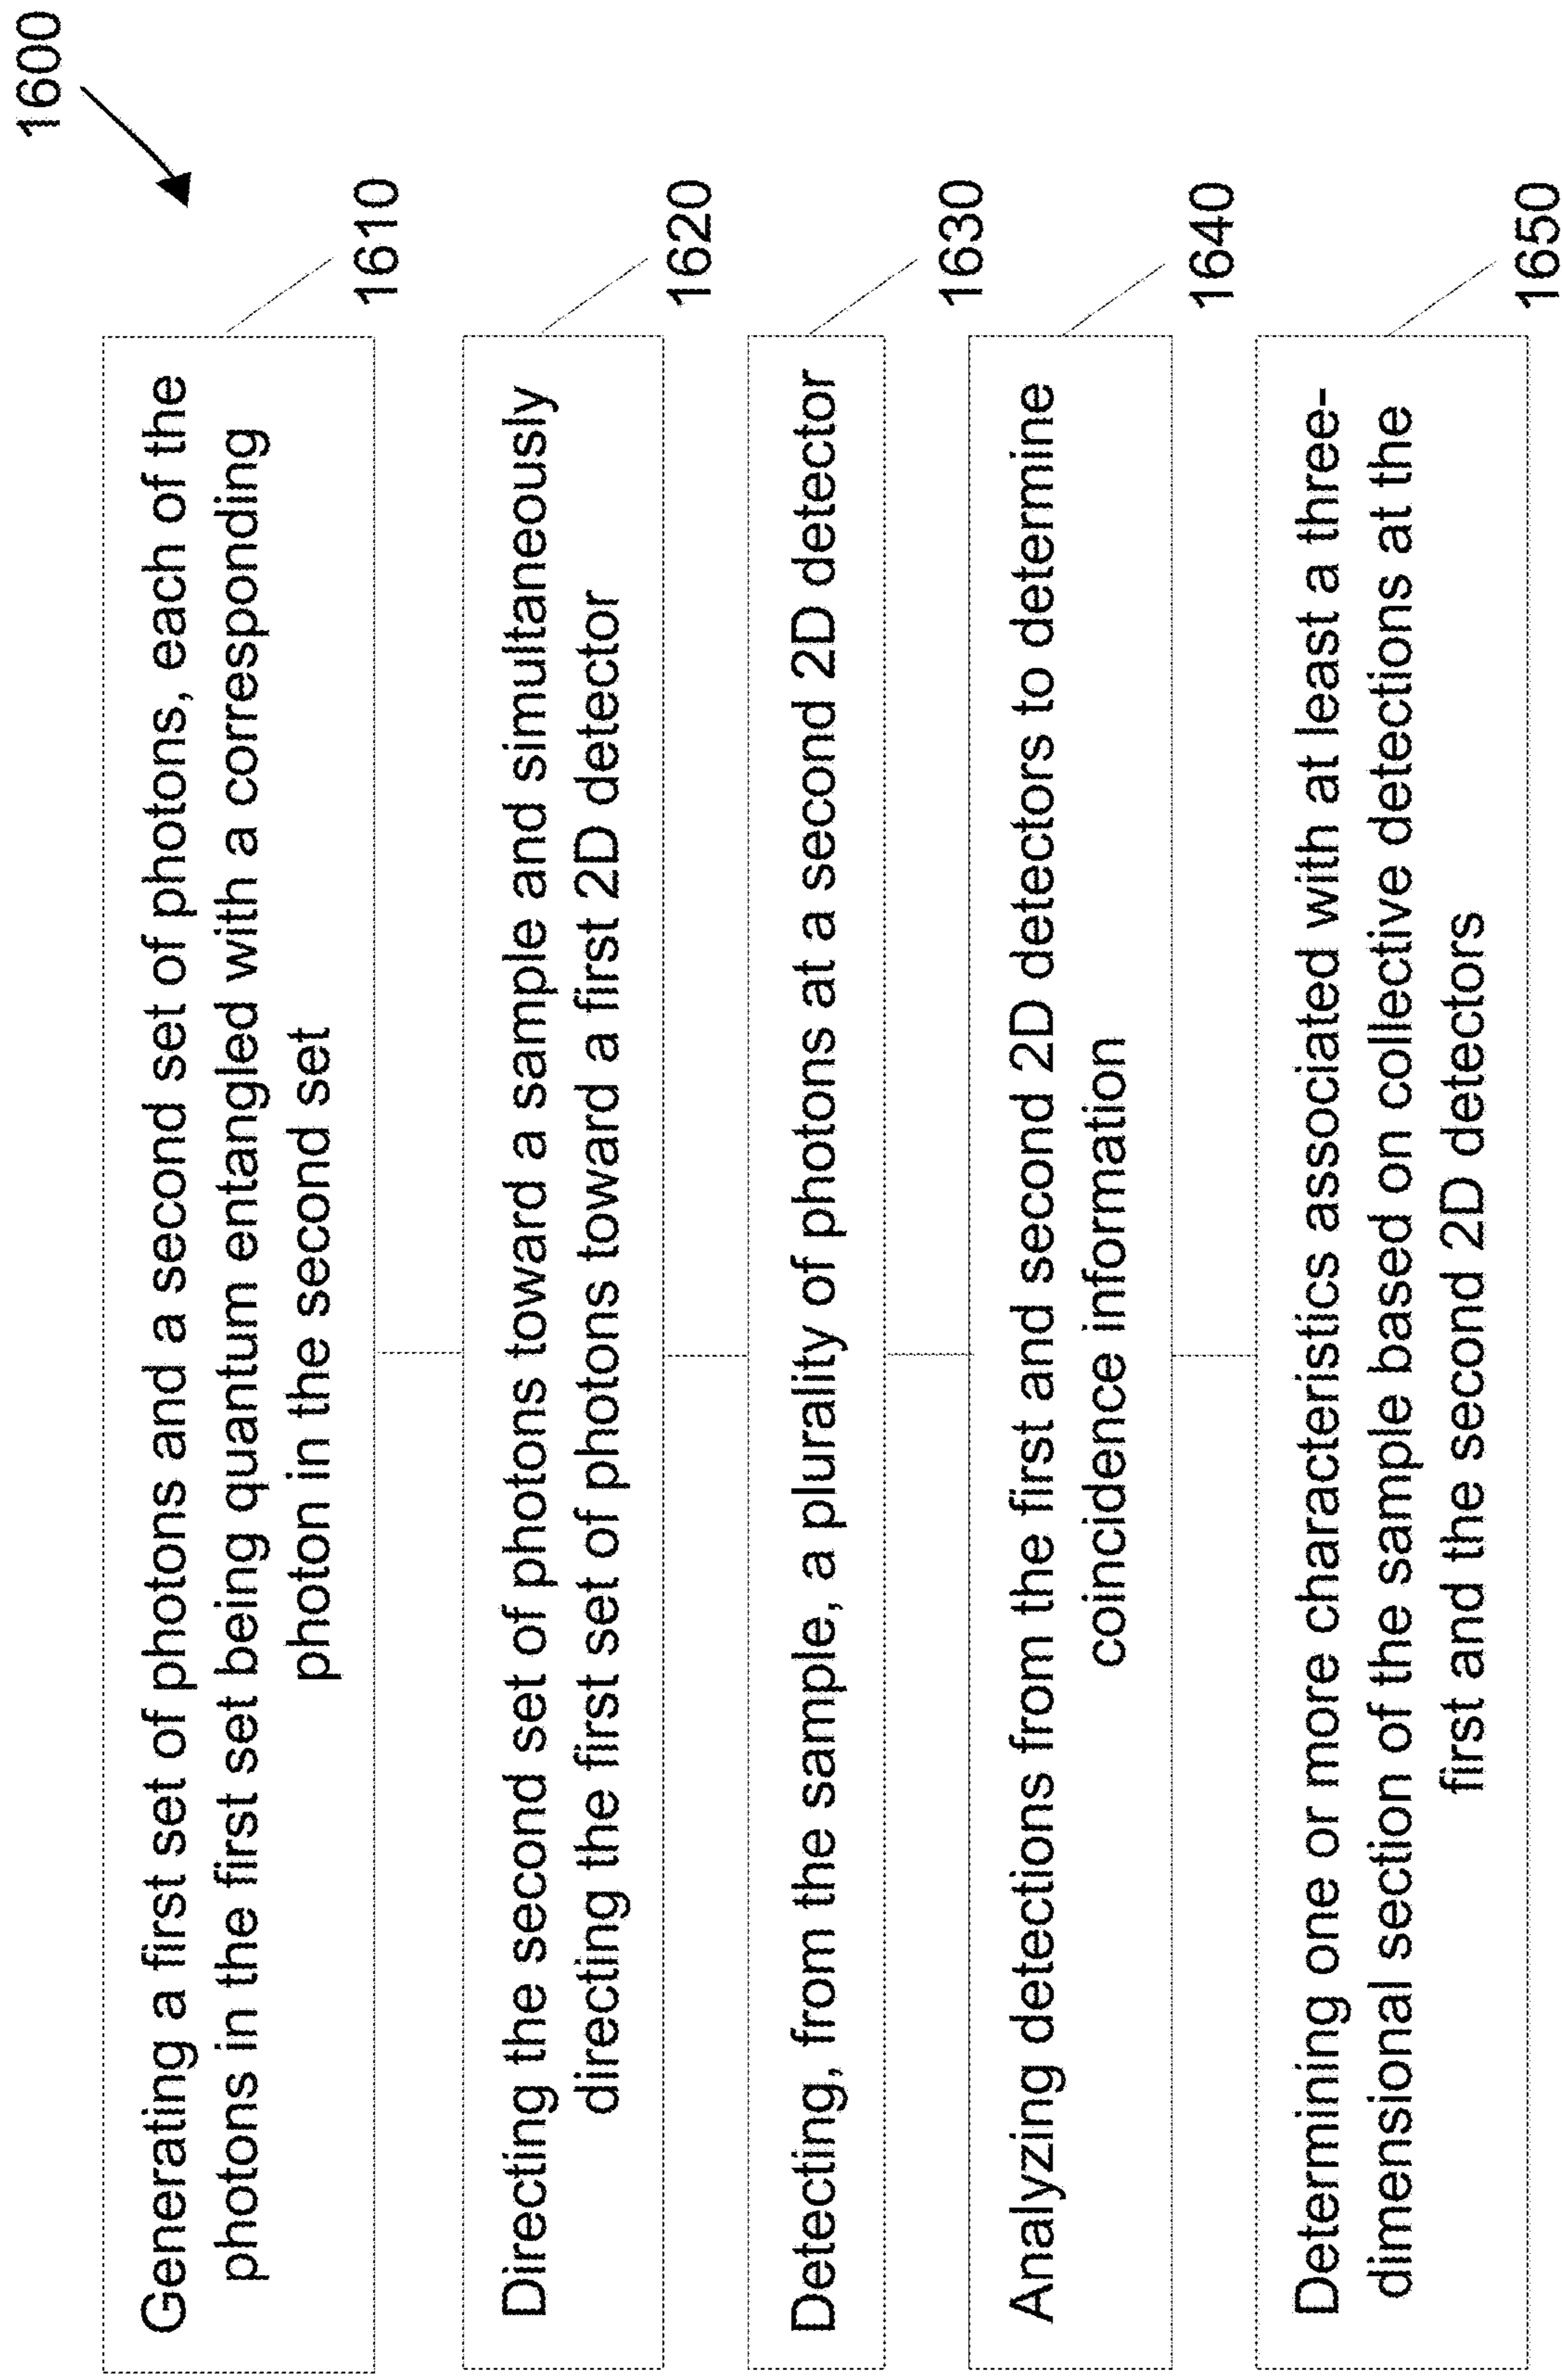 1600
Generating a first set of photons and a second set of photons, each of the
photons in the first set being quantum entangled with a corresponding
photon in the second set
1610
Directing the second set of photons toward a sample and simultaneously
directing the first set of photons toward a first 2D detector
1620
Detecting, from the sample, a plurality of photons at a second 2D detector
1630
Analyzing detections from the first and second 2D detectors to determine
coincidence information
1640
Determining one or more characteristics associated with at least a three-
dimensional section of the sample based on collective detections at the
first and the second 2D detectors
1650